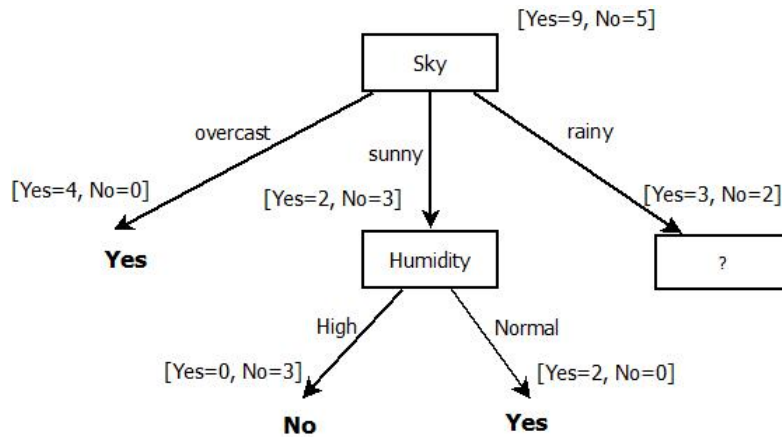 [Yes=9, No=5]
Sky
overcast
sunny
rainy
[Yes=4, No=0]
[Yes=2, No=3]
[Yes=3, No=2]
Yes
Humidity
?
High
Normal
[Yes=0, No=3]
[Yes=2, No=0]
No
Yes